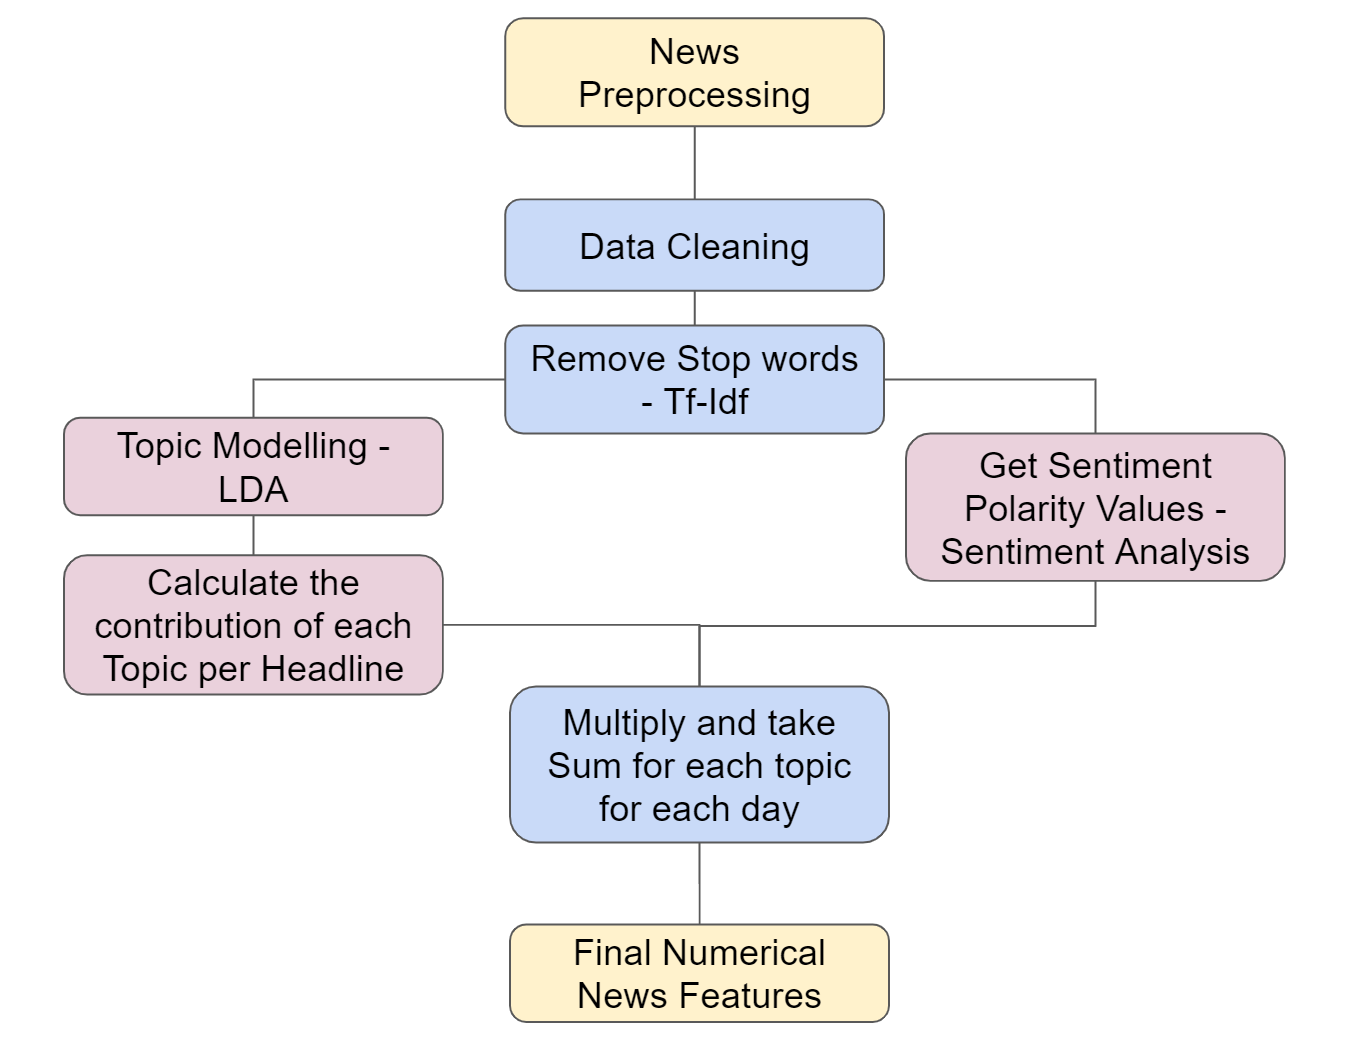 News
Preprocessing
Data Cleaning
Remove Stop words
- Tf-Idf
Topic Modelling -
LDA
Get Sentiment
Polarity Values -
Sentiment Analysis
Calculate the
contribution of each
Topic per Headline
Multiply and take
Sum for each topic
for each day
Final Numerical
News Features